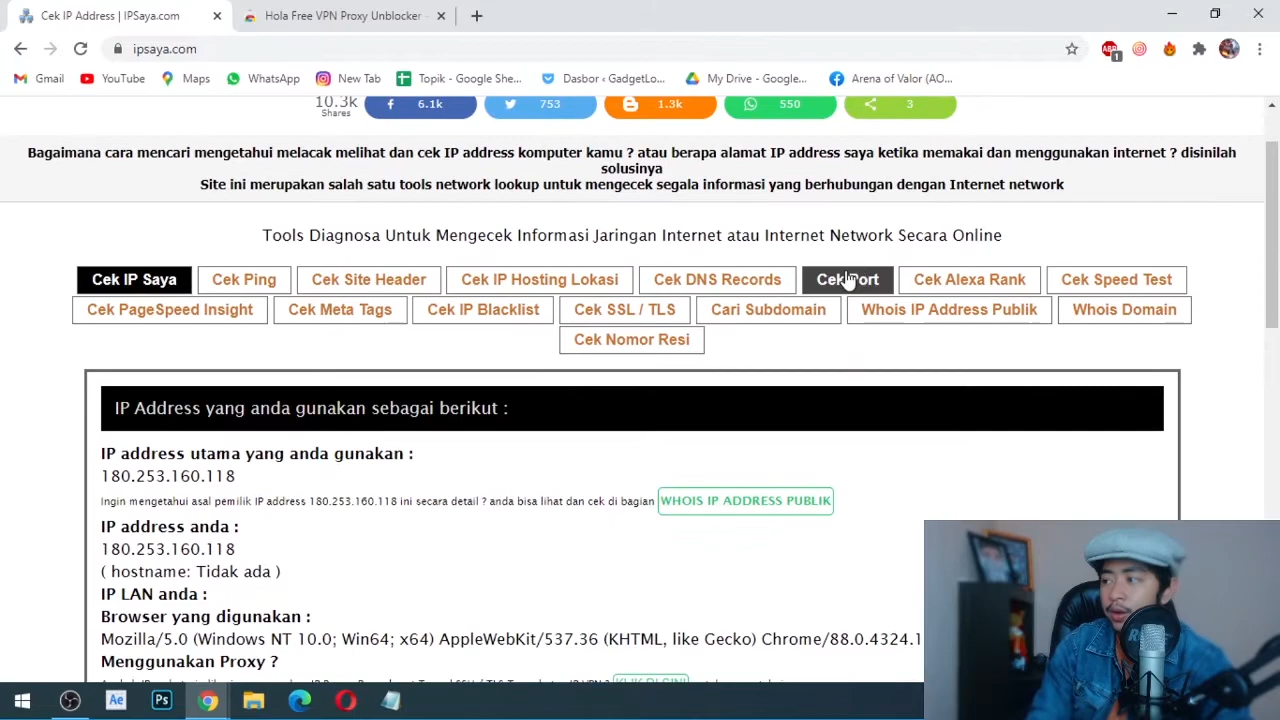 Cek IP Address | IPSaya.com
Hola Free VPN Proxy Unblocker -
ipsaya.com
1
Gmail
YouTube
Maps
WhatsApp
New Tab
Topik - Google She...
Dasbor ‹ GadgetLo...
My Drive - Google...
Arena of Valor (AO...
10.3k
Shares
6.1k
753
1.3k
550
3
Bagaimana cara mencari mengetahui melacak melihat dan cek IP address komputer kamu ? atau berapa alamat IP address saya ketika memakai dan menggunakan internet ? disinilah
solusinya
Site ini merupakan salah satu tools network lookup untuk mengecek segala informasi yang berhubungan dengan Internet network
Tools Diagnosa Untuk Mengecek Informasi Jaringan Internet atau Internet Network Secara Online
Cek IP Saya Cek Ping Cek Site Header Cek IP Hosting Lokasi Cek DNS Records Cek Port Cek Alexa Rank Cek Speed Test
Cek PageSpeed Insight Cek Meta Tags Cek IP Blacklist Cek SSL / TLS Cari Subdomain Whois IP Address Publik Whois Domain
Cek Nomor Resi
IP Address yang anda gunakan sebagai berikut :
IP address utama yang anda gunakan :
180.253.160.118
Ingin mengetahui asal pemilik IP address 180.253.160.118 ini secara detail ? anda bisa lihat dan cek di bagian WHOIS IP ADDRESS PUBLIK
IP address anda :
180.253.160.118
( hostname: Tidak ada )
IP LAN anda :
Browser yang digunakan :
Mozilla/5.0 (Windows NT 10.0; Win64; x64) AppleWebKit/537.36 (KHTML, like Gecko) Chrome/88.0.4324.1
Menggunakan Proxy ?
Ae
Ps